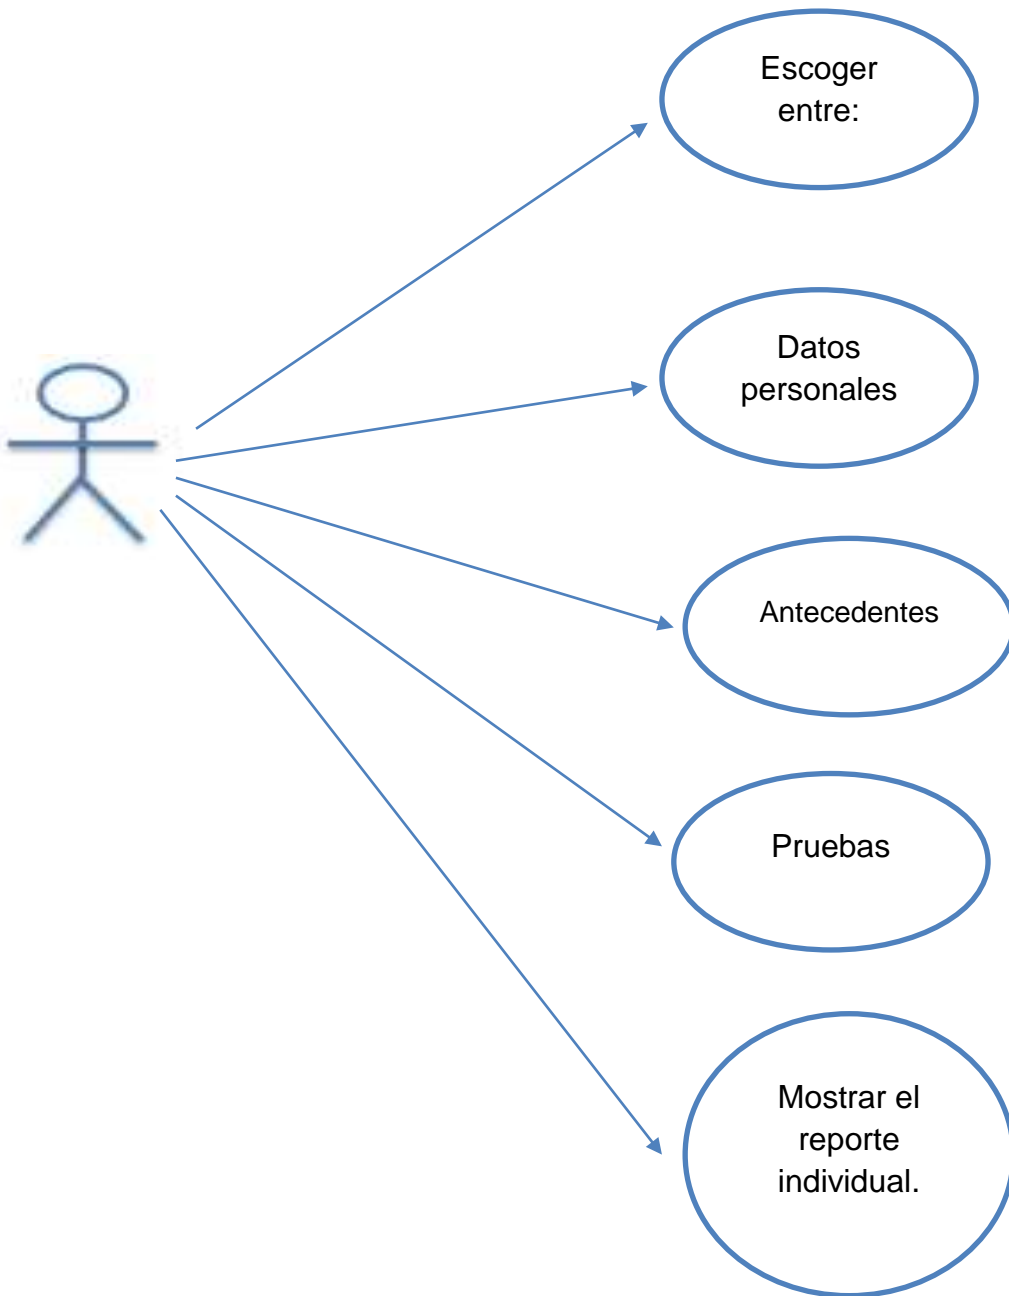 Escoger
entre:
Datos
personales
Antecedentes
Pruebas
Mostrar el
reporte
individual.